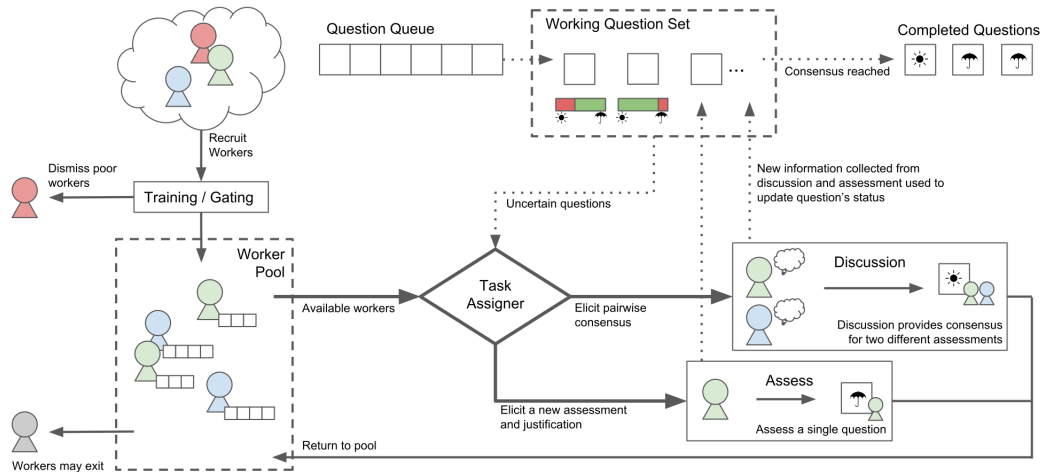 Question Queue
Working Question Set
Completed Questions
...
Consensus reached
Recruit
Workers
Dismiss poor
workers
Training / Gating
Uncertain questions
New information collected from
discussion and assessment used to
update question's status
Worker
Pool
Available workers
Task
Assigner
Elicit pairwise
consensus
Discussion
Discussion provides consensus
for two different assessments
Elicit a new assessment
and justification
Assess
Assess a single question
Return to pool
Workers may exit